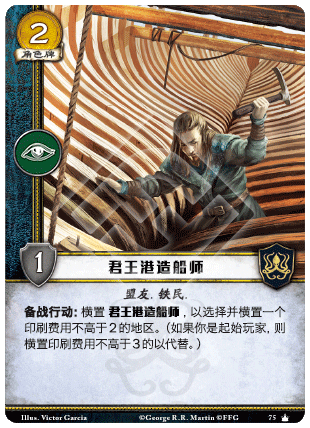 2
角色牌
1
君王港造船师
盟友. 铁民.
备战行动: 横置 君王港造船师, 以选择并横置一个
印刷费用不高于2的地区。(如果你是起始玩家, 则
横置印刷费用不高于3的以代替。)
Illus. Victor Garcia ©George R.R. Martin ©FFG 75